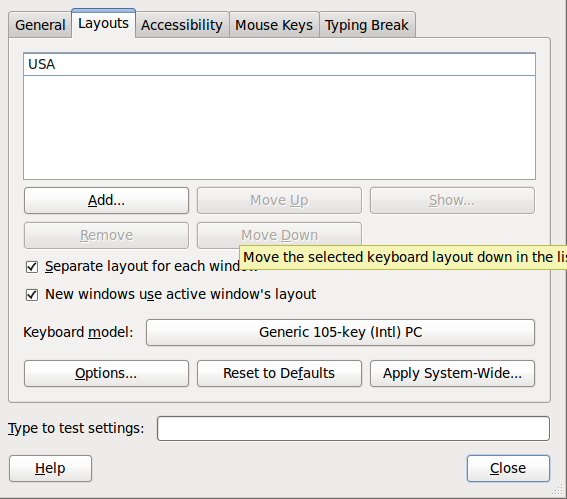 General Layouts Accessibility Mouse Keys Typing Break
USA
Add... Move Up Show...
Remove Move Down
Move the selected keyboard layout down in the
Separate layout for each
New windows use active window's layout
Keyboard model: Generic 105-key (Intl) PC
Options... Reset to Defaults Apply System-Wide...
Type to test settings:
Help Close